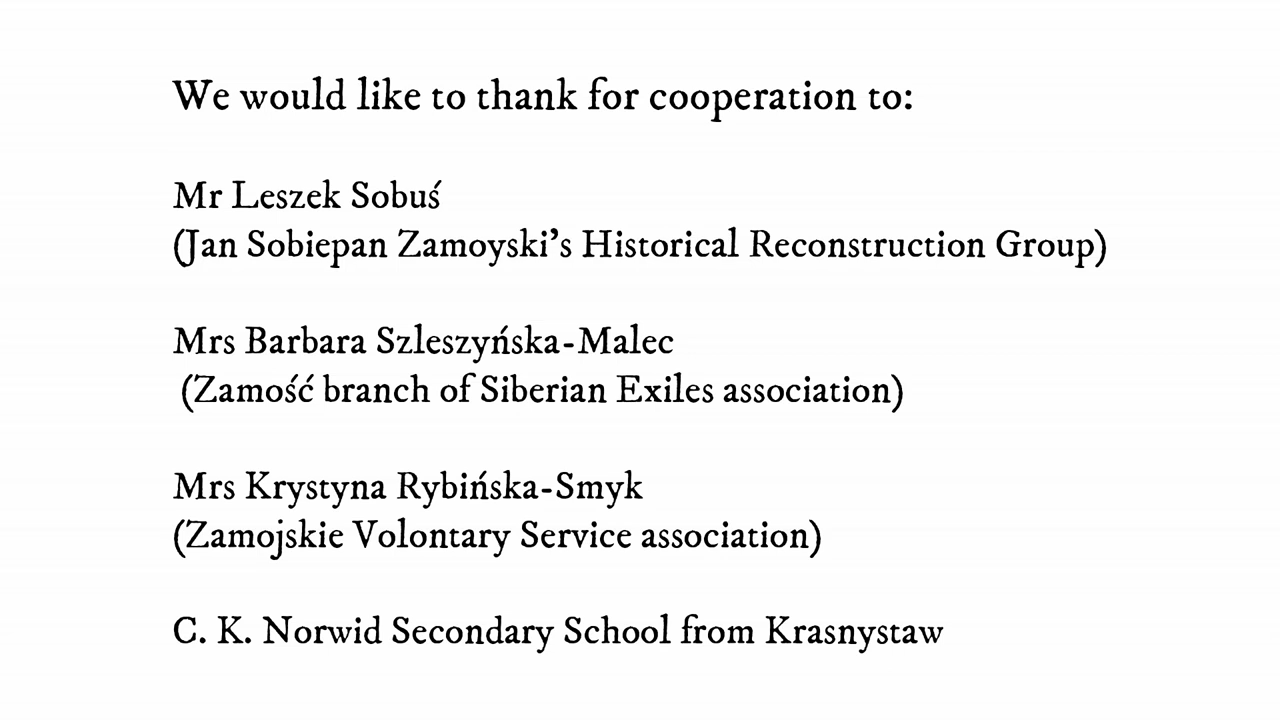 We would like to thank for cooperation to:
Mr Leszek Sobuś
(Jan Sobiepan Zamoyski's Historical Reconstruction Group)
Mrs Barbara Szleszyńska-Malec
(Zamość branch of Siberian Exiles association)
Mrs Krystyna Rybińska-Smyk
(Zamojskie Volontary Service association)
C. K. Norwid Secondary School from Krasnystaw